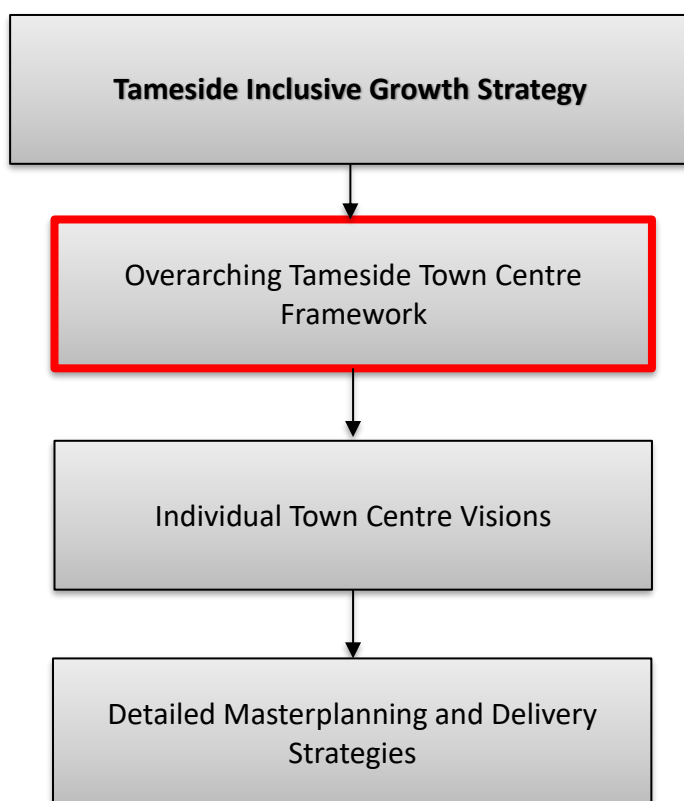 Tameside Inclusive Growth Strategy
Overarching Tameside Town Centre
Framework
Individual Town Centre Visions
Detailed Masterplanning and Delivery
Strategies